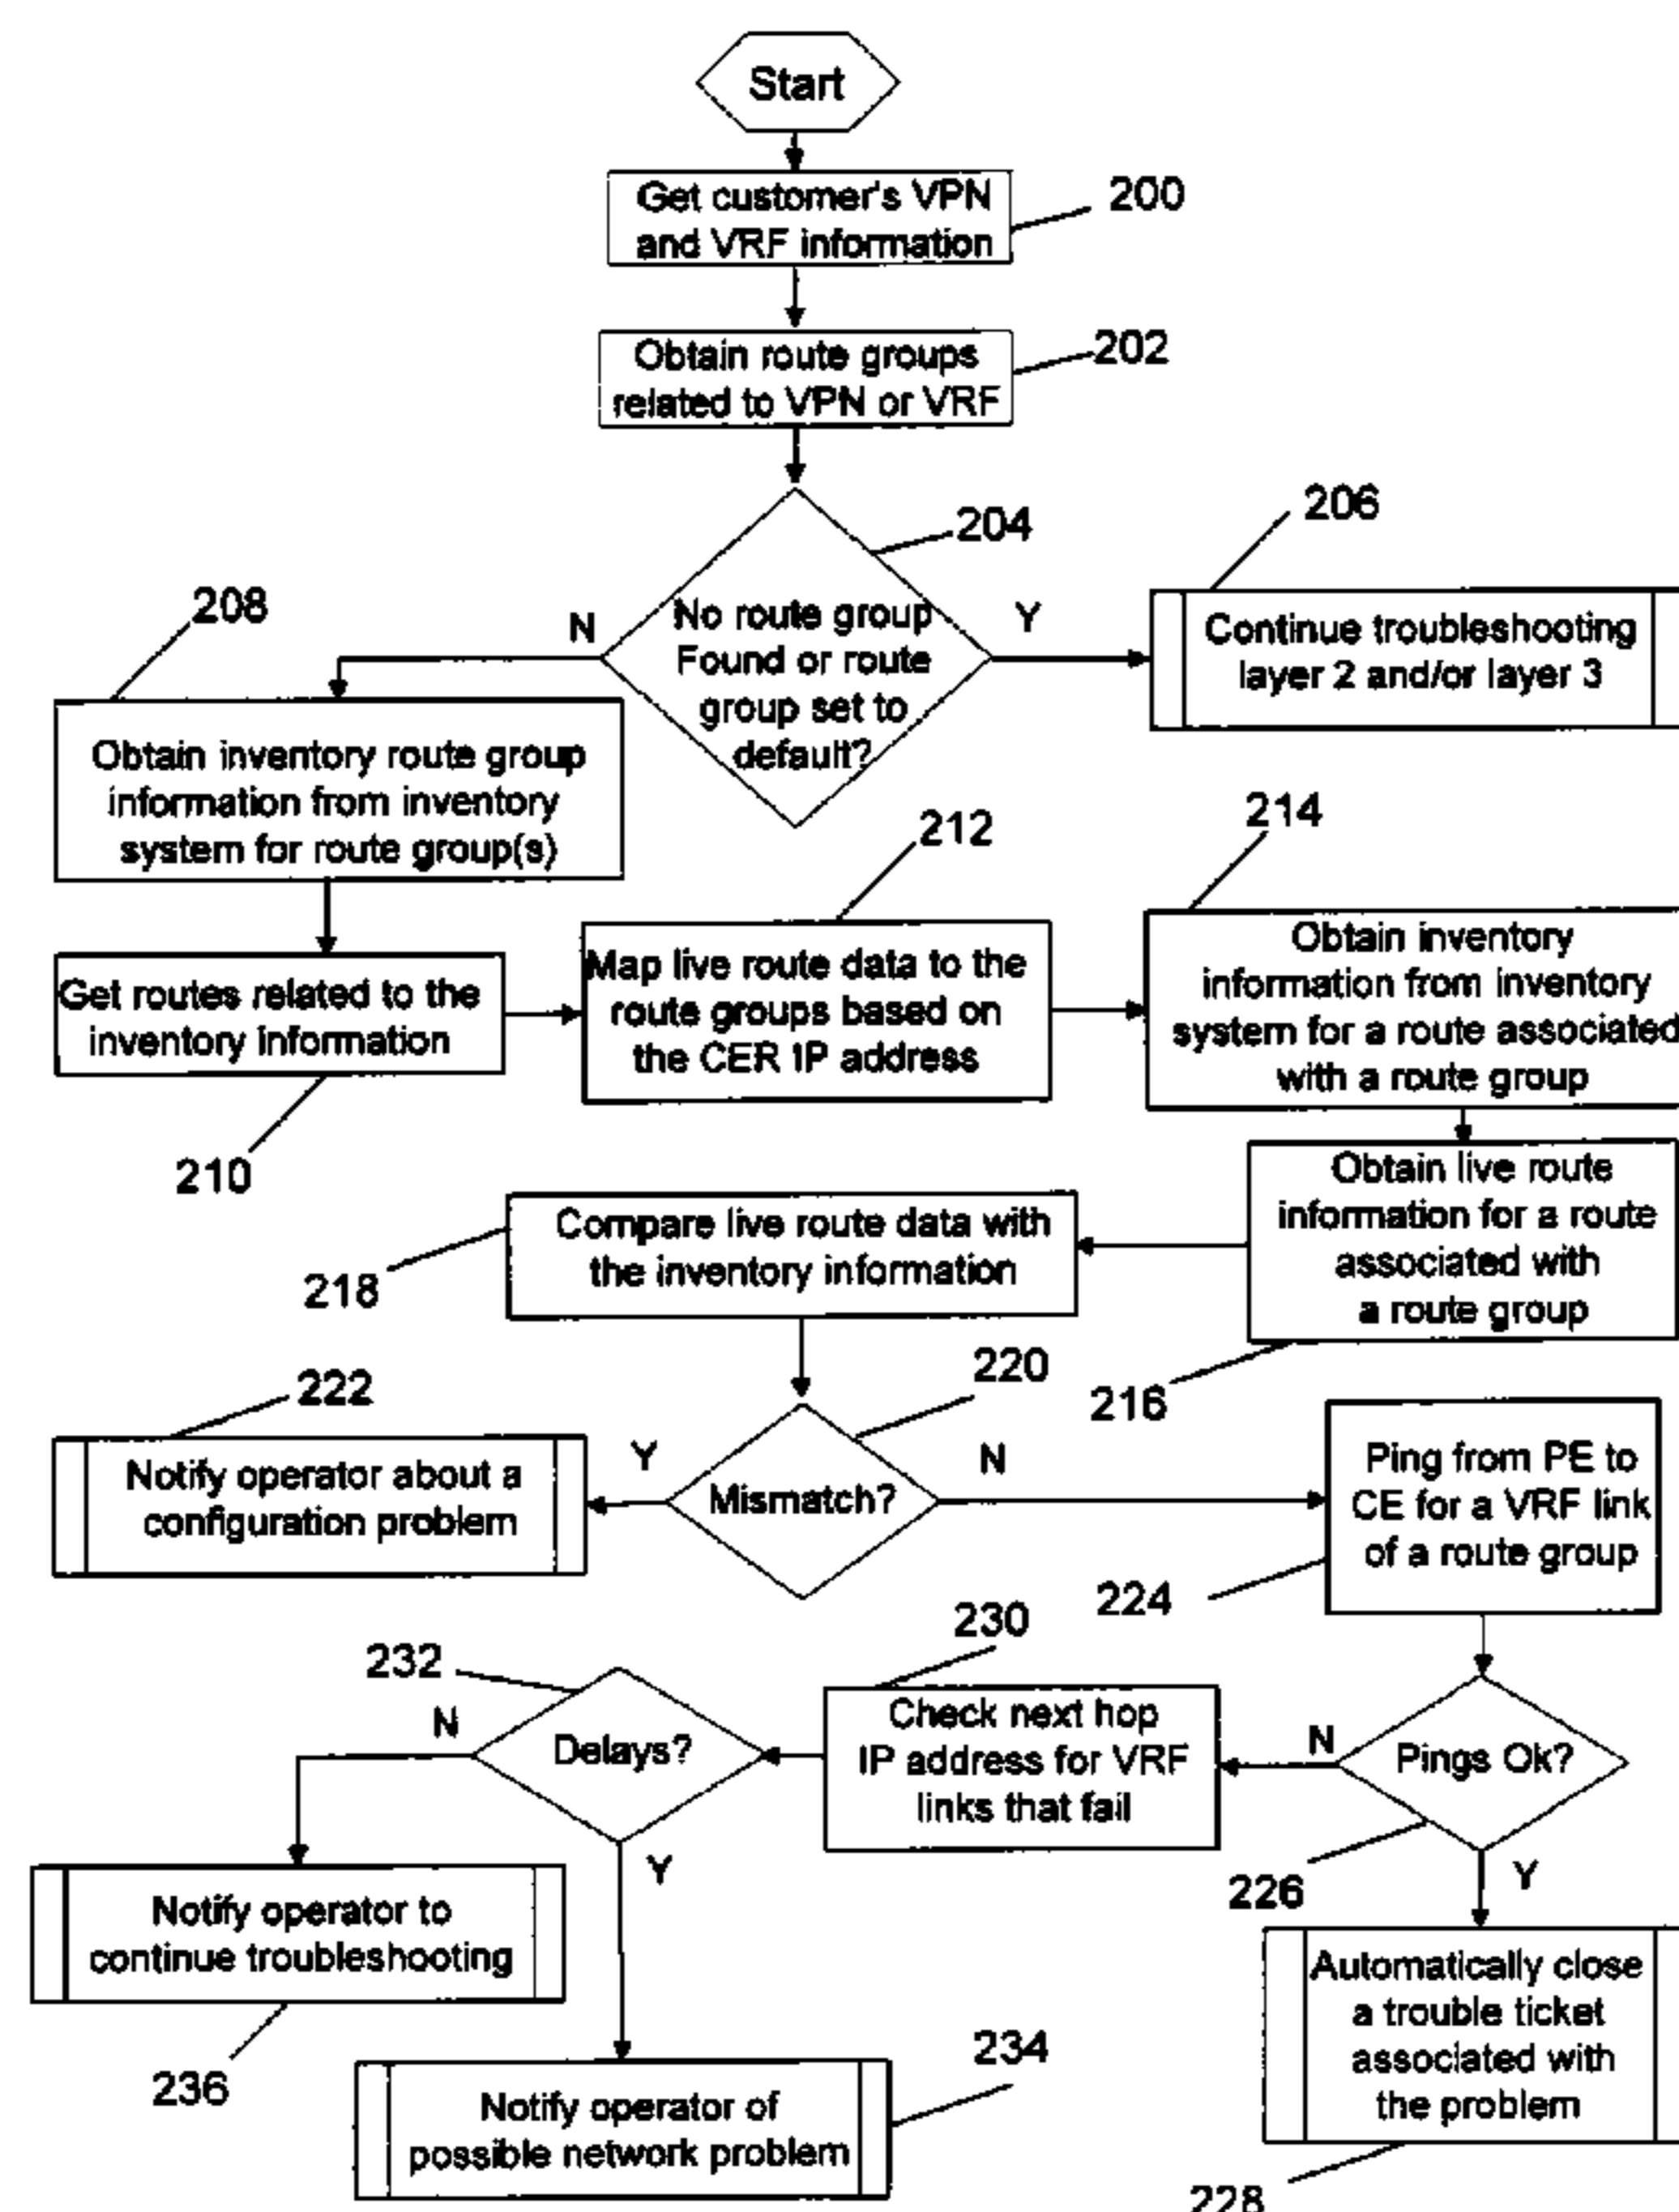 Start
Get customer's VPN
and VRF information
200
Obtain route groups
related to VPN or VRF
202
204
206
208
N
No route group
Found or route
group set to
default?
Y
Continue troubleshooting
layer 2 and/or layer 3
Obtain inventory route group
information from inventory
system for route group(s)
212
214
Get routes related to the
inventory information
210
Map live route data to the
route groups based on
the CER IP address
Obtain inventory
information from inventory
system for a route associated
with a route group
Obtain live route
information for a route
associated with
a route group
216
Compare live route data with
the inventory information
218
220
222
Notify operator about a
configuration problem
Y
Mismatch?
N
Ping from PE to
CE for a VRF link
of a route group
224
230
232
N
Delays?
Y
Check next hop
IP address for VRF
links that fail
N
Pings Ok?
226
Y
Notify operator to
continue troubleshooting
236
Notify operator of
possible network problem
234
Automatically close
a trouble ticket
associated with
the problem
228